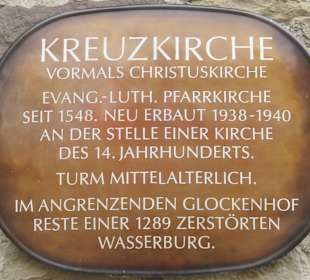 KREUZKIRCHE
VORMALS CHRISTUSKIRCHE
EVANG.-LUTH. PFARRKIRCHE
SEIT 1548. NEU ERBAUT 1938-1940
AN DER STELLE EINER KIRCHE
DES 14. JAHRHUNDERTS.
TURM MITTELALTERLICH.
IM ANGRENZENDEN GLOCKENHOF
RESTE EINER 1289 ZERSTÖRTEN
WASSERBURG.